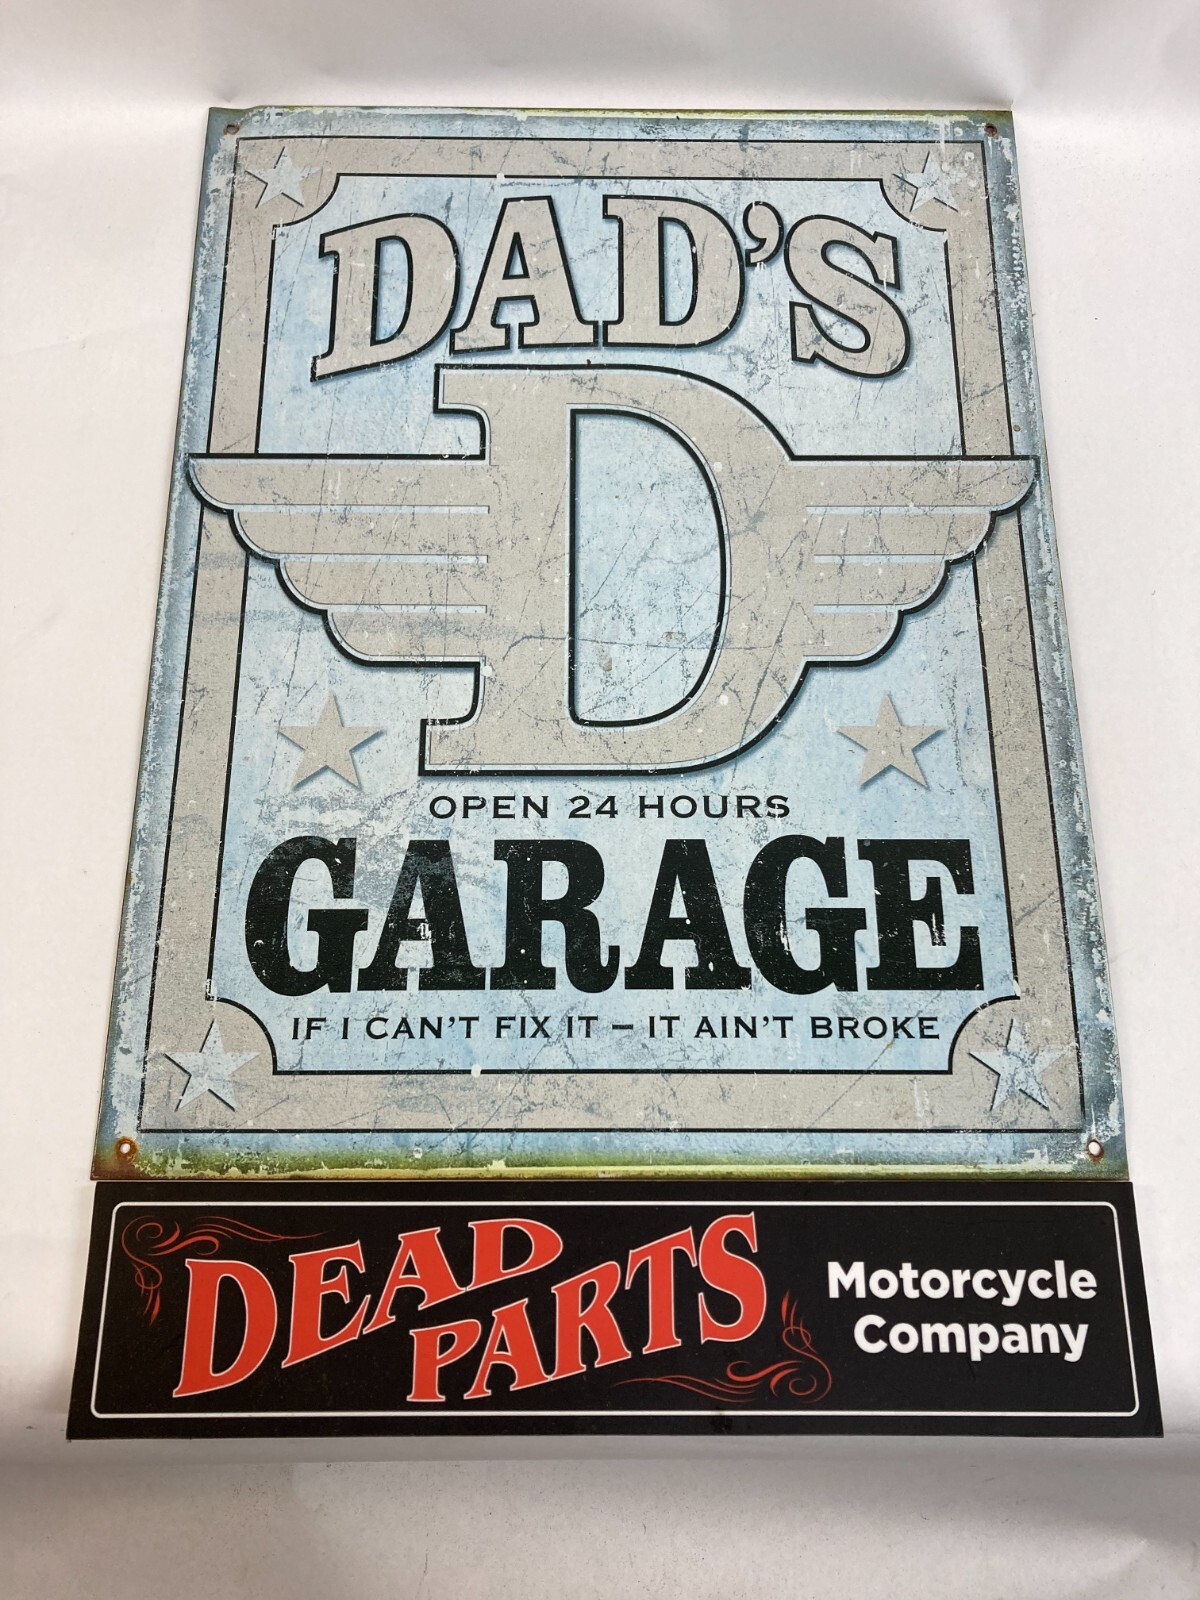 DAD'S
D
OPEN 24 HOURS
GARAGE
IF I CAN'T FIX IT – IT AIN'T BROKE
DEAD
PARTS
Motorcycle
Company